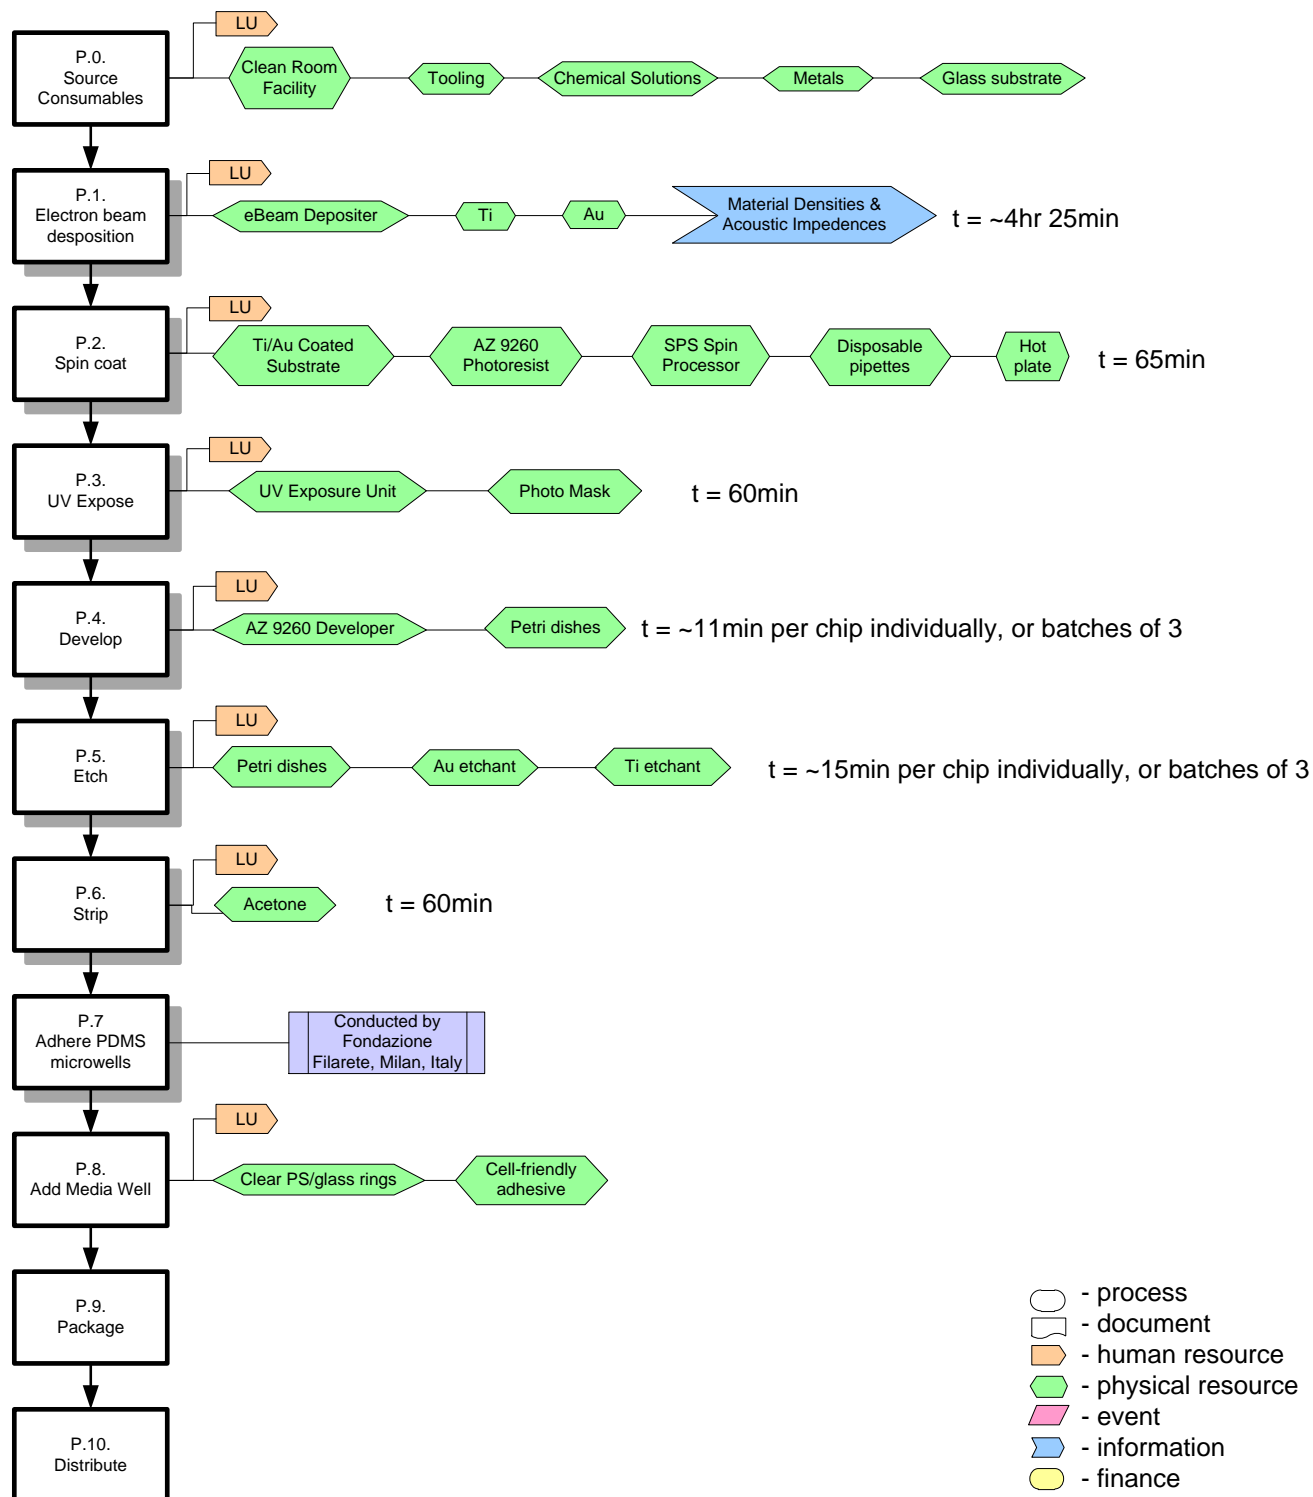 LU
P.0.
Source
Consumables
Clean Room
Facility
Tooling
Chemical Solutions
Metals
Glass substrate
LU
P.1.
Electron beam
desposition
eBeam Depositer
Ti
Au
Material Densities &
Acoustic Impedences
t = ~4hr 25min
LU
P.2.
Spin coat
Ti/Au Coated
Substrate
AZ 9260
Photoresist
SPS Spin
Processor
Disposable
pipettes
Hot
plate
t = 65min
LU
P.3.
UV Expose
UV Exposure Unit
Photo Mask
t = 60min
LU
P.4.
Develop
AZ 9260 Developer
Petri dishes
t = ~11min per chip individually, or batches of 3
LU
P.5.
Etch
Petri dishes
Au etchant
Ti etchant
t = ~15min per chip individually, or batches of 3
LU
P.6.
Strip
Acetone
t = 60min
P.7
Adhere PDMS
microwells
Conducted by
Fondazione
Filarete, Milan, Italy
LU
P.8.
Add Media Well
Clear PS/glass rings
Cell-friendly
adhesive
P.9.
Package
P.10.
Distribute
- process
- document
- human resource
- physical resource
- event
- information
- finance